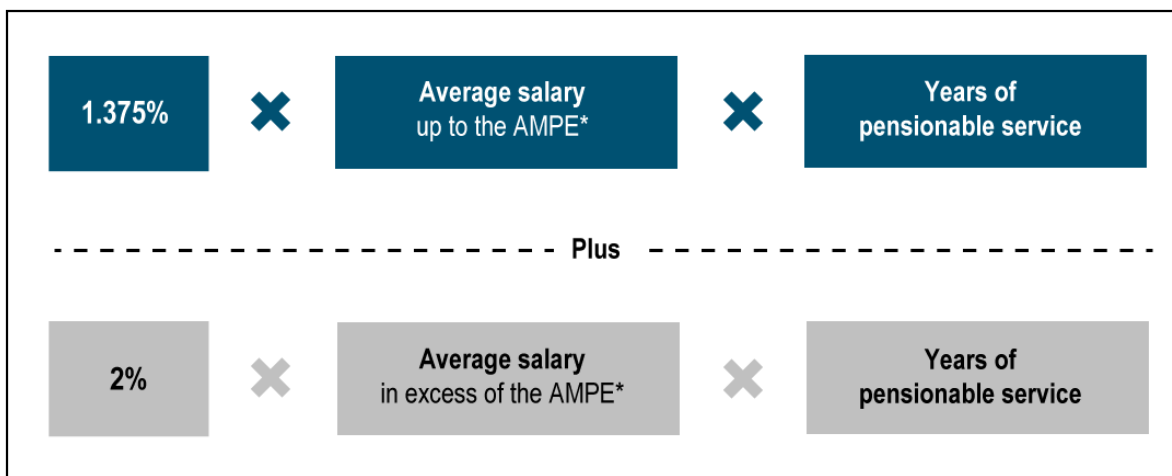 1.375%
Average salary
up to the AMPE*
Years of
pensionable service
Plus
2%
Average salary
in excess of the AMPE*
Years of
pensionable service